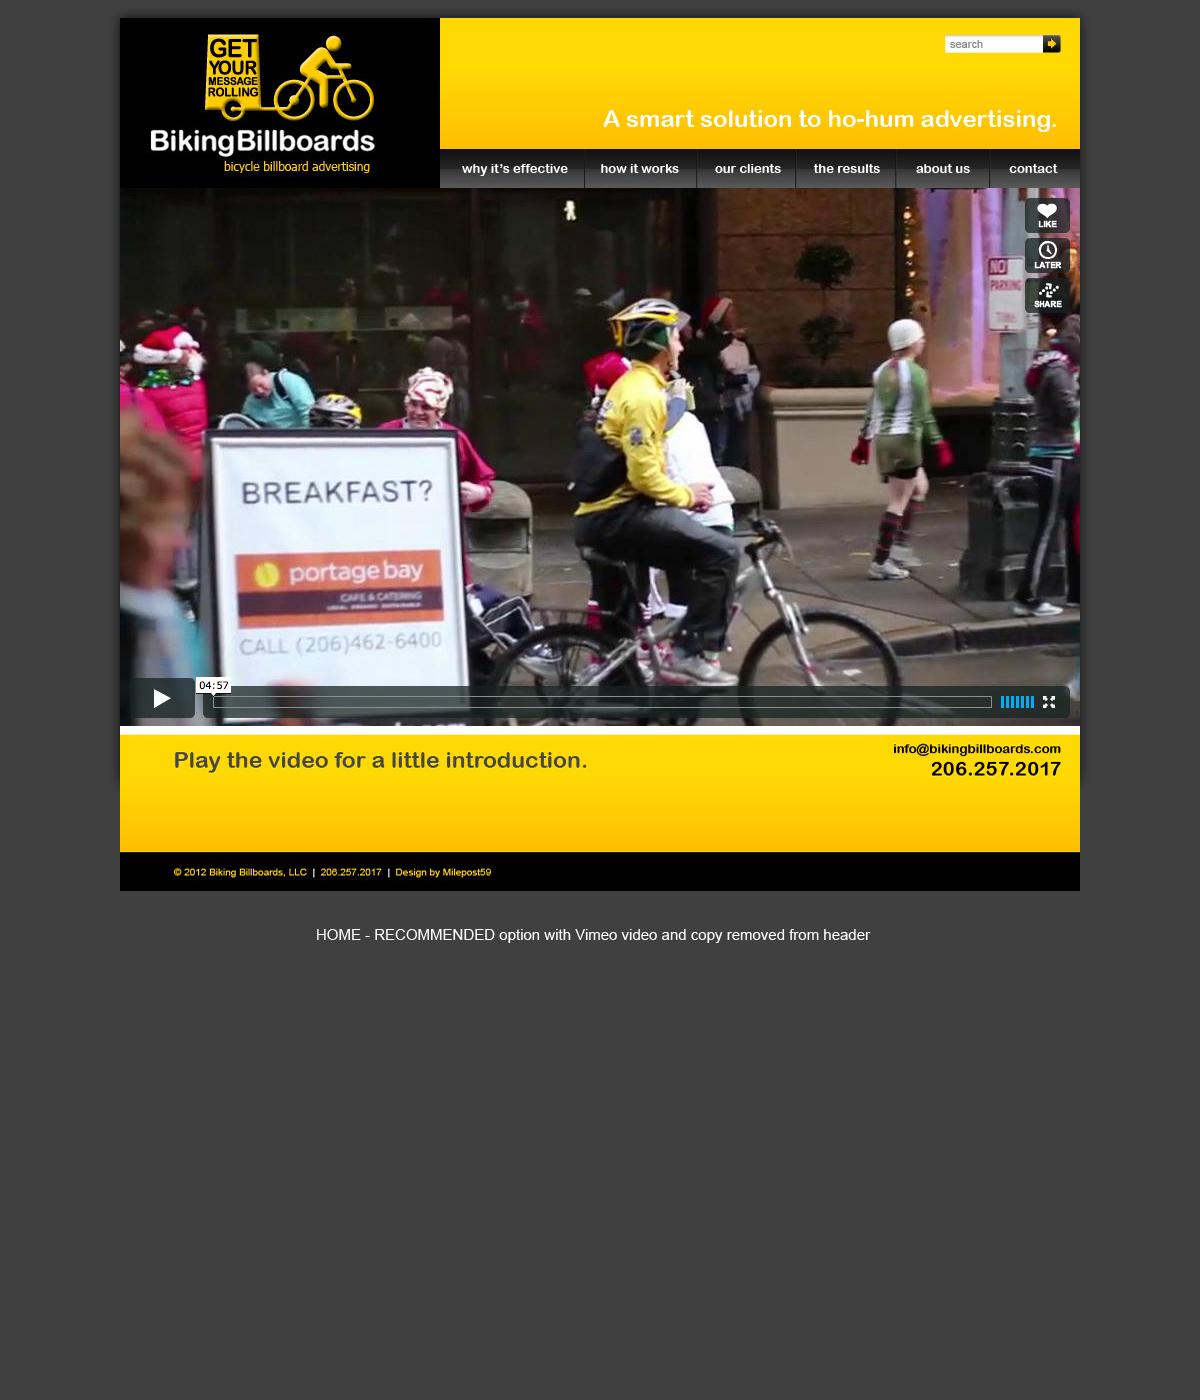 GET
YOUR
MESSAGE
ROLLING
BikingBillboards
bicycle billboard advertising
search
A smart solution to ho-hum advertising.
why it's effective
how it works
our clients
the results
about us
contact
LIKE
LATER
SHARE
NO
PARKING
TIME
BREAKFAST?
portage bay
CAFE & CATERING
CALL (206)462-6400
04:57
Play the video for a little introduction.
info@bikingbillboards.com
206.257.2017
© 2012 Biking Billboards, LLC | 206.257.2017 | Design by Milepost59
HOME - RECOMMENDED option with Vimeo video and copy removed from header